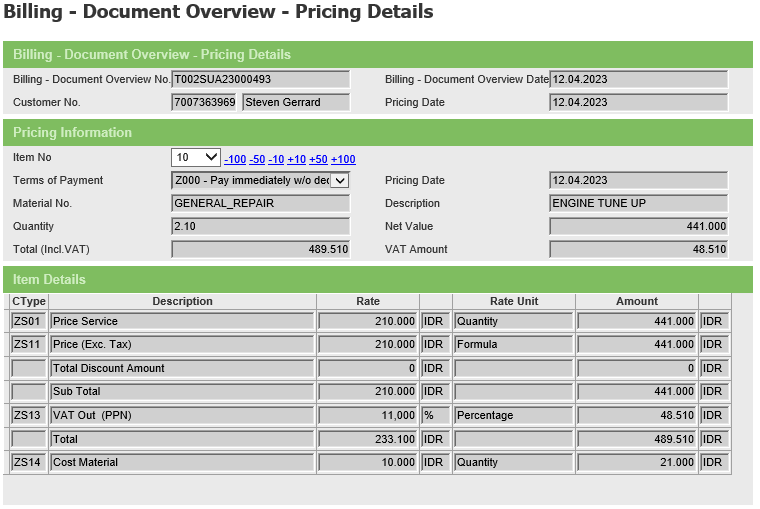 Billing - Document Overview - Pricing Details
Billing - Document Overview - Pricing Details
Billing - Document Overview No. T002SUA23000493 Billing - Document Overview Date 12.04.2023
Customer No. 7007363969 Steven Gerrard Pricing Date 12.04.2023
Pricing Information
Item No 10 -100 -50 -10 +10 +50 +100
Terms of Payment Z000 - Pay immediately w/o dec Pricing Date 12.04.2023
Material No. GENERAL_REPAIR Description ENGINE TUNE UP
Quantity 2.10 Net Value 441.000
Total (Incl.VAT) 489.510 VAT Amount 48.510
Item Details
CType Description Rate Rate Unit Amount
ZS01 Price Service 210.000 IDR Quantity 441.000 IDR
ZS11 Price (Exc. Tax) 210.000 IDR Formula 441.000 IDR
Total Discount Amount 0 IDR 0 IDR
Sub Total 210.000 IDR 441.000 IDR
ZS13 VAT Out (PPN) 11,000 % Percentage 48.510 IDR
Total 233.100 IDR 489.510 IDR
ZS14 Cost Material 10.000 IDR Quantity 21.000 IDR